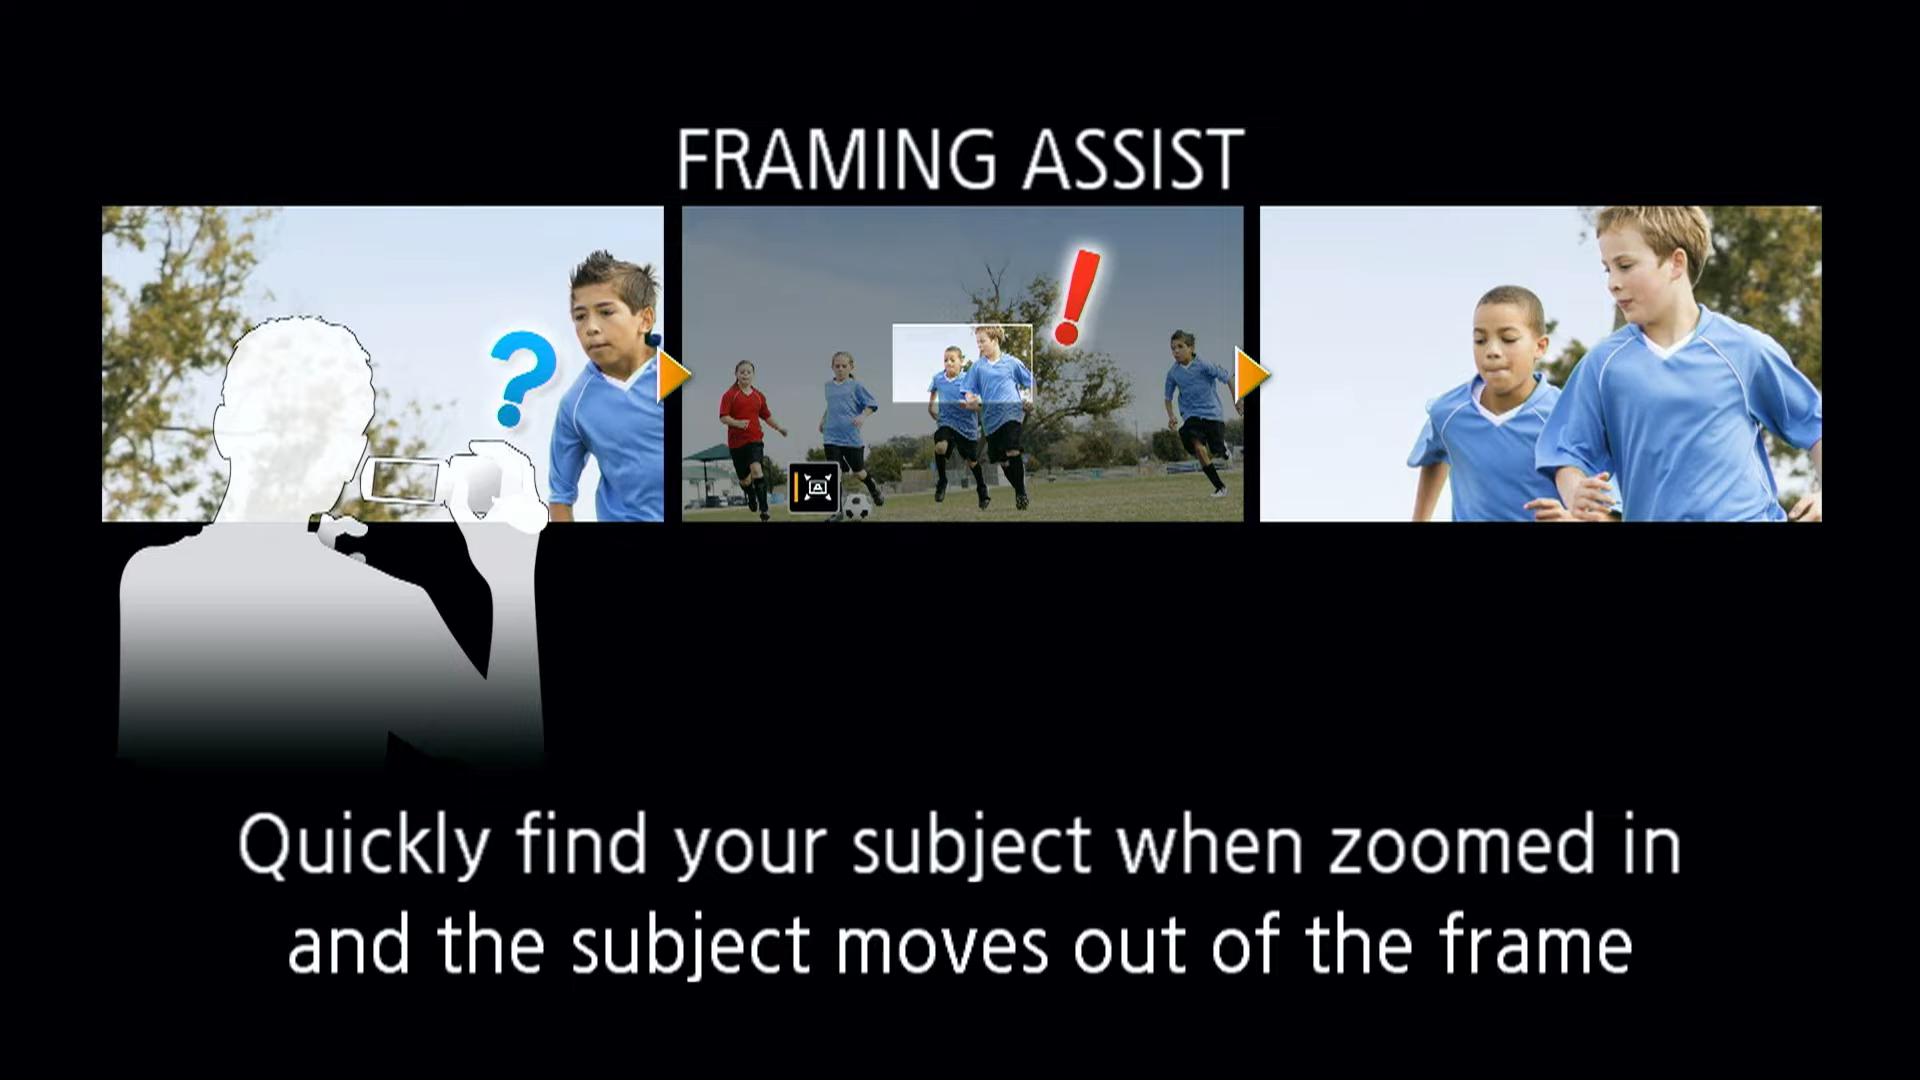 FRAMING ASSIST
?
!
A
Quickly find your subject when zoomed in
and the subject moves out of the frame